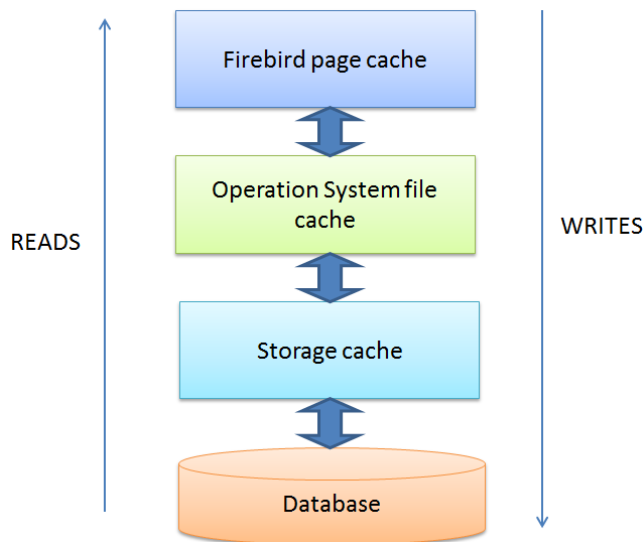 Firebird page cache
Operation System file
cache
READS
WRITES
Storage cache
Database